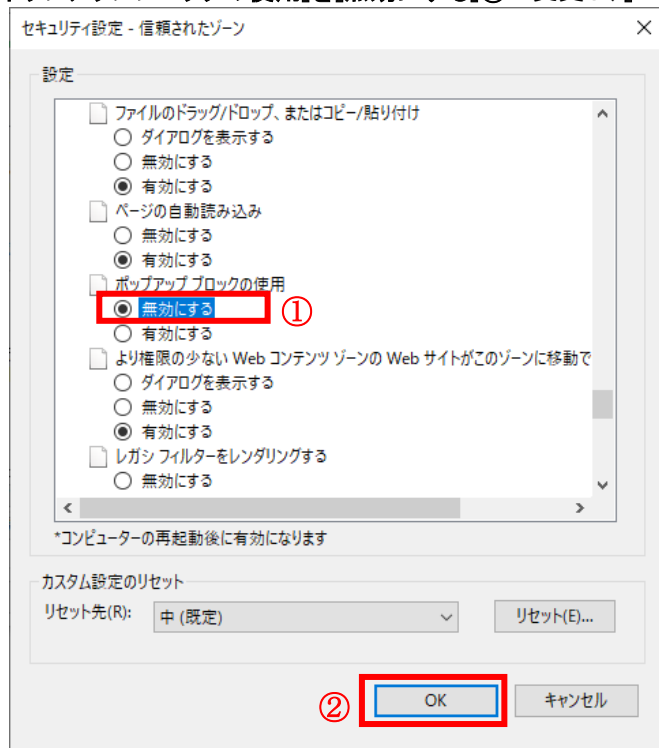 セキュリティ設定 - 信頼されたゾーン
設定
ファイルのドラッグ/ドロップ、またはコピー/貼り付け
ダイアログを表示する
無効にする
有効にする
ページの自動読み込み
無効にする
有効にする
ポップアップ ブロックの使用
無効にする ①
有効にする
より権限の少ない Web コンテンツ ゾーンの Web サイトがこのゾーンに移動で
ダイアログを表示する
無効にする
有効にする
レガシ フィルターをレンダリングする
無効にする
*コンピューターの再起動後に有効になります
カスタム設定のリセット
リセット先(R): 中 (既定) リセット(E)...
② OK キャンセル